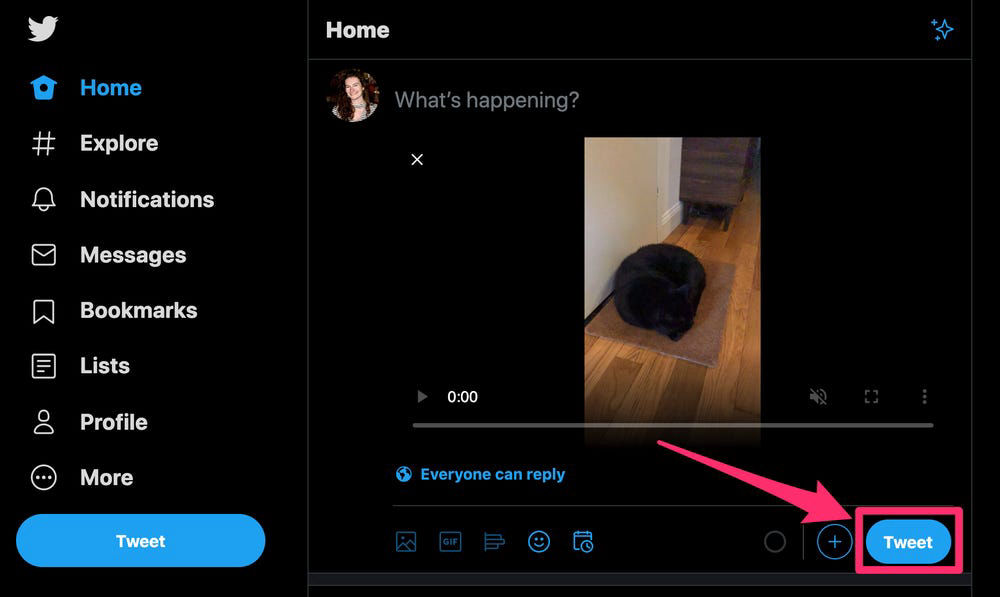 Home
Explore
Notifications
Messages
Bookmarks
Lists
Profile
More
Tweet
Home
What's happening?
0:00
Everyone can reply
GIF
Tweet